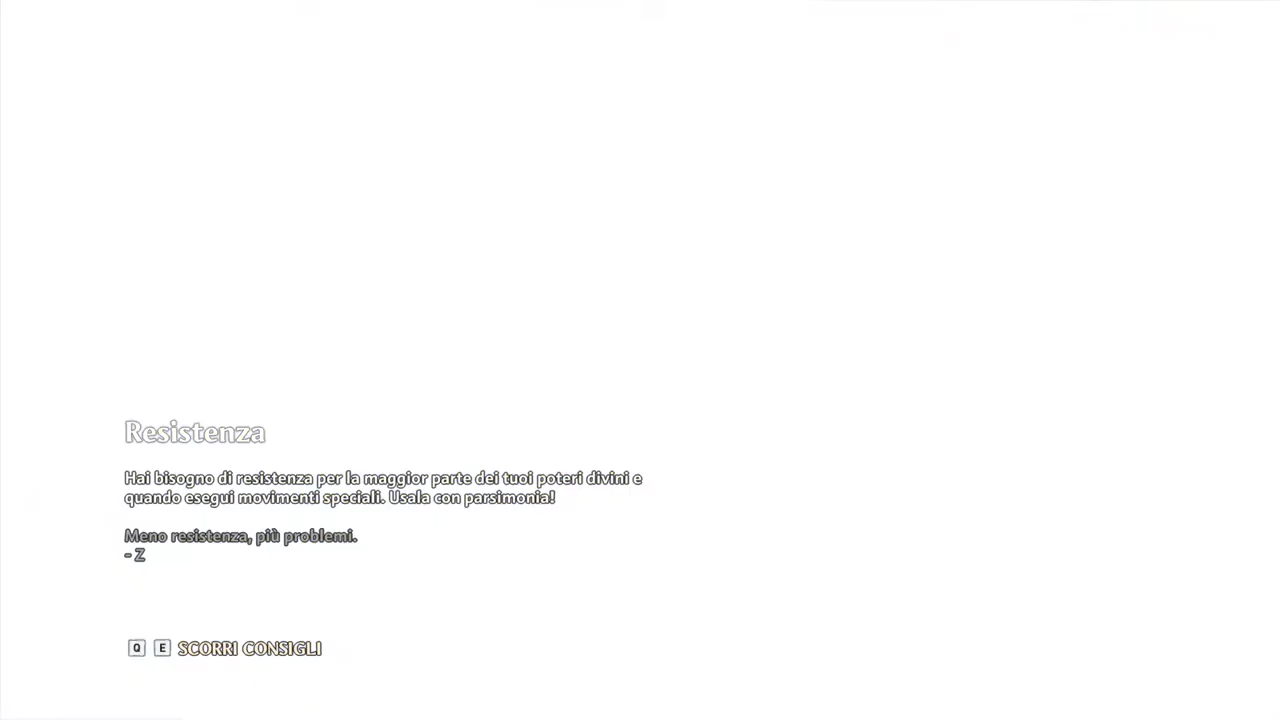 Resistenza
Hai bisogno di resistenza per la maggior parte dei tuoi poteri divini e
quando esegui movimenti speciali. Usala con parsimonia!
Meno resistenza, più problemi.
- Z
Q E SCORRI CONSIGLI